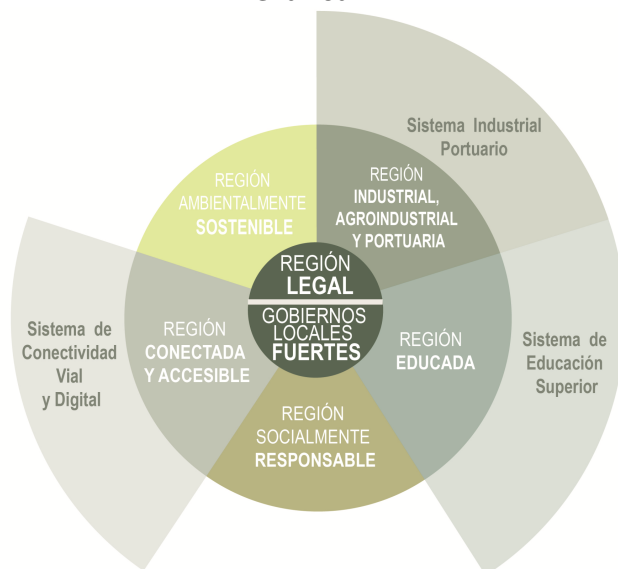 Sistema Industrial
Portuario
REGIÓN
AMBIENTALMENTE
SOSTENIBLE
REGIÓN
INDUSTRIAL,
AGROINDUSTRIAL
Y PORTUARIA
REGIÓN
LEGAL
GOBIERNOS
LOCALES
FUERTES
Sistema de
Conectividad
Vial
y Digital
REGIÓN
CONECTADA
Y ACCESIBLE
REGIÓN
EDUCADA
Sistema de
Educación
Superior
REGIÓN
SOCIALMENTE
RESPONSABLE